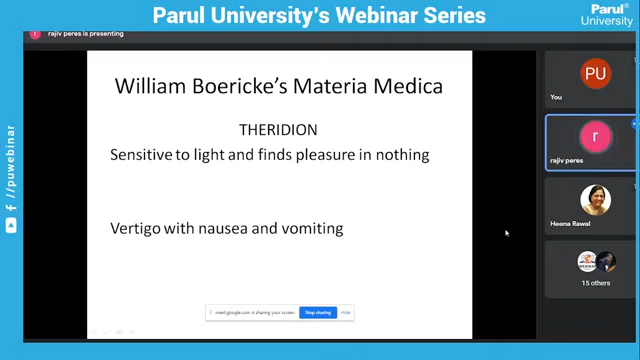 Parul University's Webinar Series
Parul®
University
r rajiv peres is presenting
William Boericke's Materia Medica
THERIDION
Sensitive to light and finds pleasure in nothing
Vertigo with nausea and vomiting
meet.google.com is sharing your screen. Stop sharing Hide
PU
You
r
rajiv peres
Heena Rawal
15 others
/puwebinar